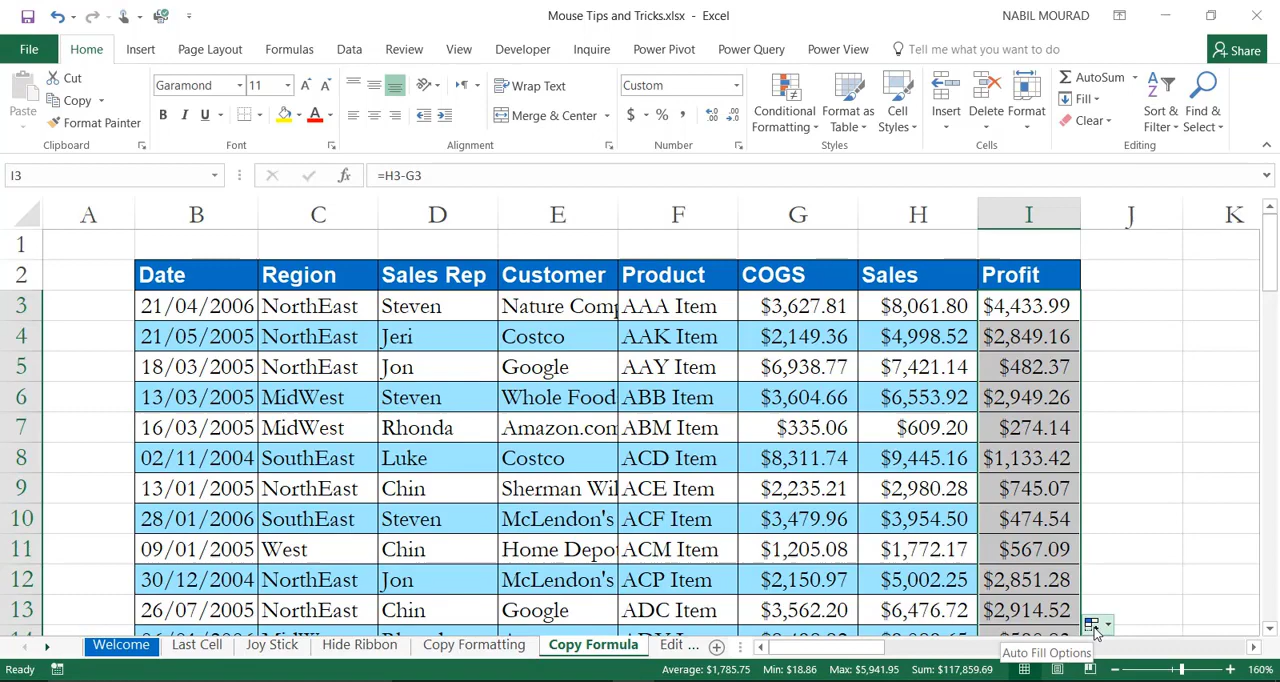 Mouse Tips and Tricks.xlsx - Excel
NABIL MOURAD
File Home Insert Page Layout Formulas Data Review View Developer Inquire Power Pivot Power Query Power View Tell me what you want to do Share
Paste
Cut
Copy
Format Painter
Clipboard
Garamond 11
B I U
Font
Wrap Text
Merge & Center
Alignment
Custom
$ % ,
Number
Conditional Formatting
Format as Table
Cell Styles
Styles
Insert Delete Format
Cells
AutoSum
Fill
Clear
Sort & Filter
Find & Select
Editing
I3 fx =H3-G3
A B C D E F G H I J K
1
2 Date Region Sales Rep Customer Product COGS Sales Profit
3 21/04/2006 NorthEast Steven Nature Comp AAA Item $3,627.81 $8,061.80 $4,433.99
4 21/05/2006 NorthEast Jeri Costco AAK Item $2,149.36 $4,998.52 $2,849.16
5 18/03/2005 NorthEast Jon Google AAY Item $6,938.77 $7,421.14 $482.37
6 13/03/2005 MidWest Steven Whole Food ABB Item $3,604.66 $6,553.92 $2,949.26
7 16/03/2005 MidWest Rhonda Amazon.com ABM Item $335.06 $609.20 $274.14
8 02/11/2004 SouthEast Luke Costco ACD Item $8,311.74 $9,445.16 $1,133.42
9 13/01/2005 NorthEast Chin Sherman Wil ACE Item $2,235.21 $2,980.28 $745.07
10 28/01/2006 SouthEast Steven McLendon's ACF Item $3,479.96 $3,954.50 $474.54
11 09/01/2005 West Chin Home Depo ACM Item $1,205.08 $1,772.17 $567.09
12 30/12/2004 NorthEast Jon McLendon's ACP Item $2,150.97 $5,002.25 $2,851.28
13 26/07/2005 NorthEast Chin Google ADC Item $3,562.20 $6,476.72 $2,914.52
Welcome Last Cell Joy Stick Hide Ribbon Copy Formatting Copy Formula Edit ...
Auto Fill Options
Ready Average: $1,785.75 Min: $18.86 Max: $5,941.95 Sum: $117,859.69 160%